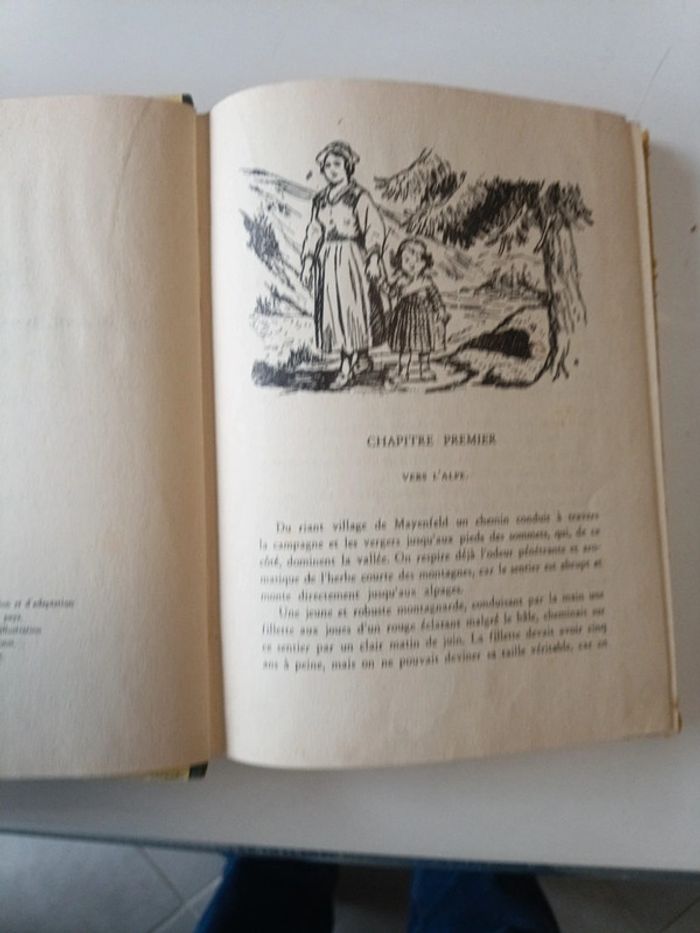 ion et d'adaptation
pays.
CHAPITRE PREMIER
VERS L'ALPE.
Du riant village de Mayenfeld un chemin conduit à travers
la campagne et les vergers jusqu'aux pieds des sommets, qui, de ce
côté, dominent la vallée. On respire déjà l'odeur pénétrante et aro-
matique de l'herbe courte des montagnes, car le sentier est abrupt et
monte directement jusqu'aux alpages.
Une jeune et robuste montagnarde, conduisant par la main une
fillette aux joues d'un rouge éclatant malgré le hâle, cheminait sur
ce sentier par un clair matin de juin. La fillette devait avoir cinq
ans à peine, mais on ne pouvait deviner sa taille véritable, car en